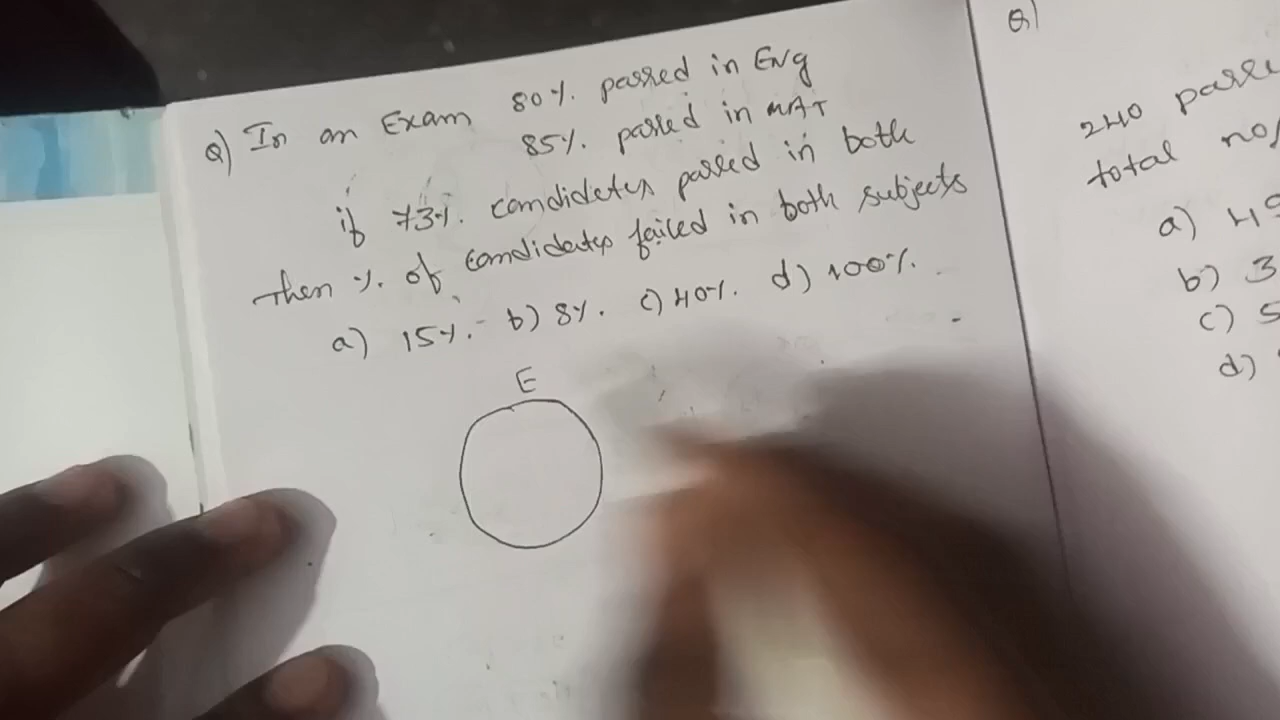 Q) In an Exam 80% passed in Eng
85% passed in MAT
if 73% candidates passed in both
then % of candidates failed in both subjects
a) 15% b) 8% c) 40% d) 100%
E
Q)
240 passe
total no
a) 45
b) 3
c) 5
d)